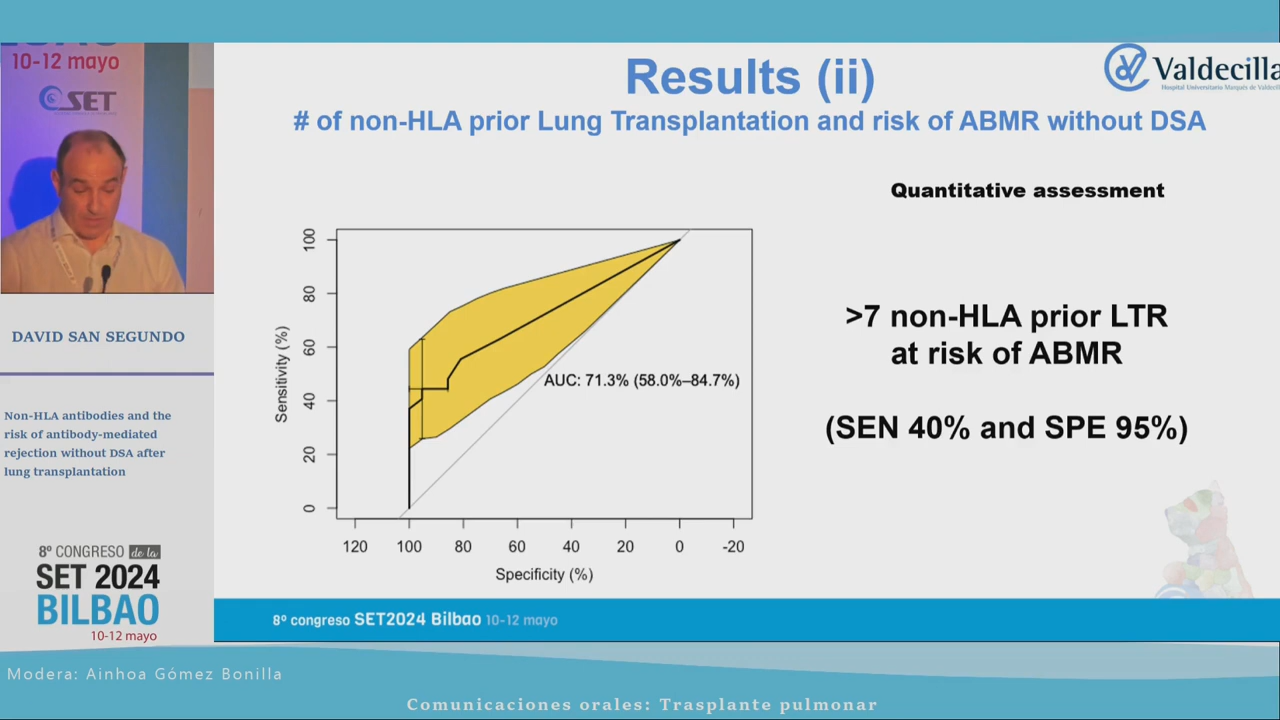 10-12 mayo
SET
DAVID SAN SEGUNDO
Non-HLA antibodies and the
risk of antibody-mediated
rejection without DSA after
lung transplantation
8º CONGRESO de la
SET 2024
BILBAO
10-12 mayo
Results (ii)
# of non-HLA prior Lung Transplantation and risk of ABMR without DSA
Valdecilla
Hospital Universitario Marqués de Valdecilla
Quantitative assessment
>7 non-HLA prior LTR
at risk of ABMR
(SEN 40% and SPE 95%)
Sensitivity (%)
100
80
60
40
20
0
AUC: 71.3% (58.0%–84.7%)
120 100 80 60 40 20 0 -20
Specificity (%)
8º congreso SET2024 Bilbao 10-12 mayo
Modera: Ainhoa Gómez Bonilla
Comunicaciones orales: Trasplante pulmonar